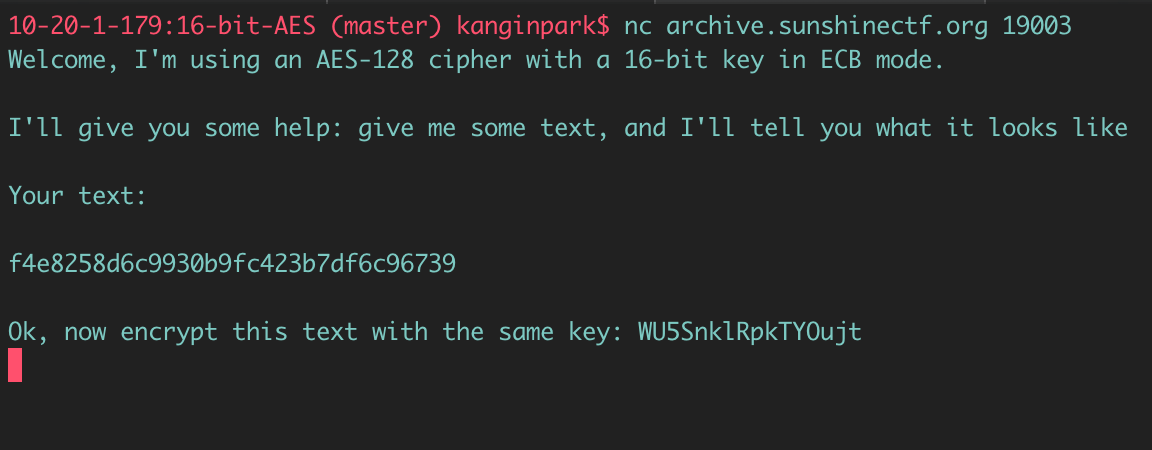 10-20-1-179:16-bit-AES (master) kanginpark$ nc archive.sunshinectf.org 19003
Welcome, I'm using an AES-128 cipher with a 16-bit key in ECB mode.
I'll give you some help: give me some text, and I'll tell you what it looks like
Your text:
f4e8258d6c9930b9fc423b7df6c96739
Ok, now encrypt this text with the same key: WU5SnklRpkTYOujt